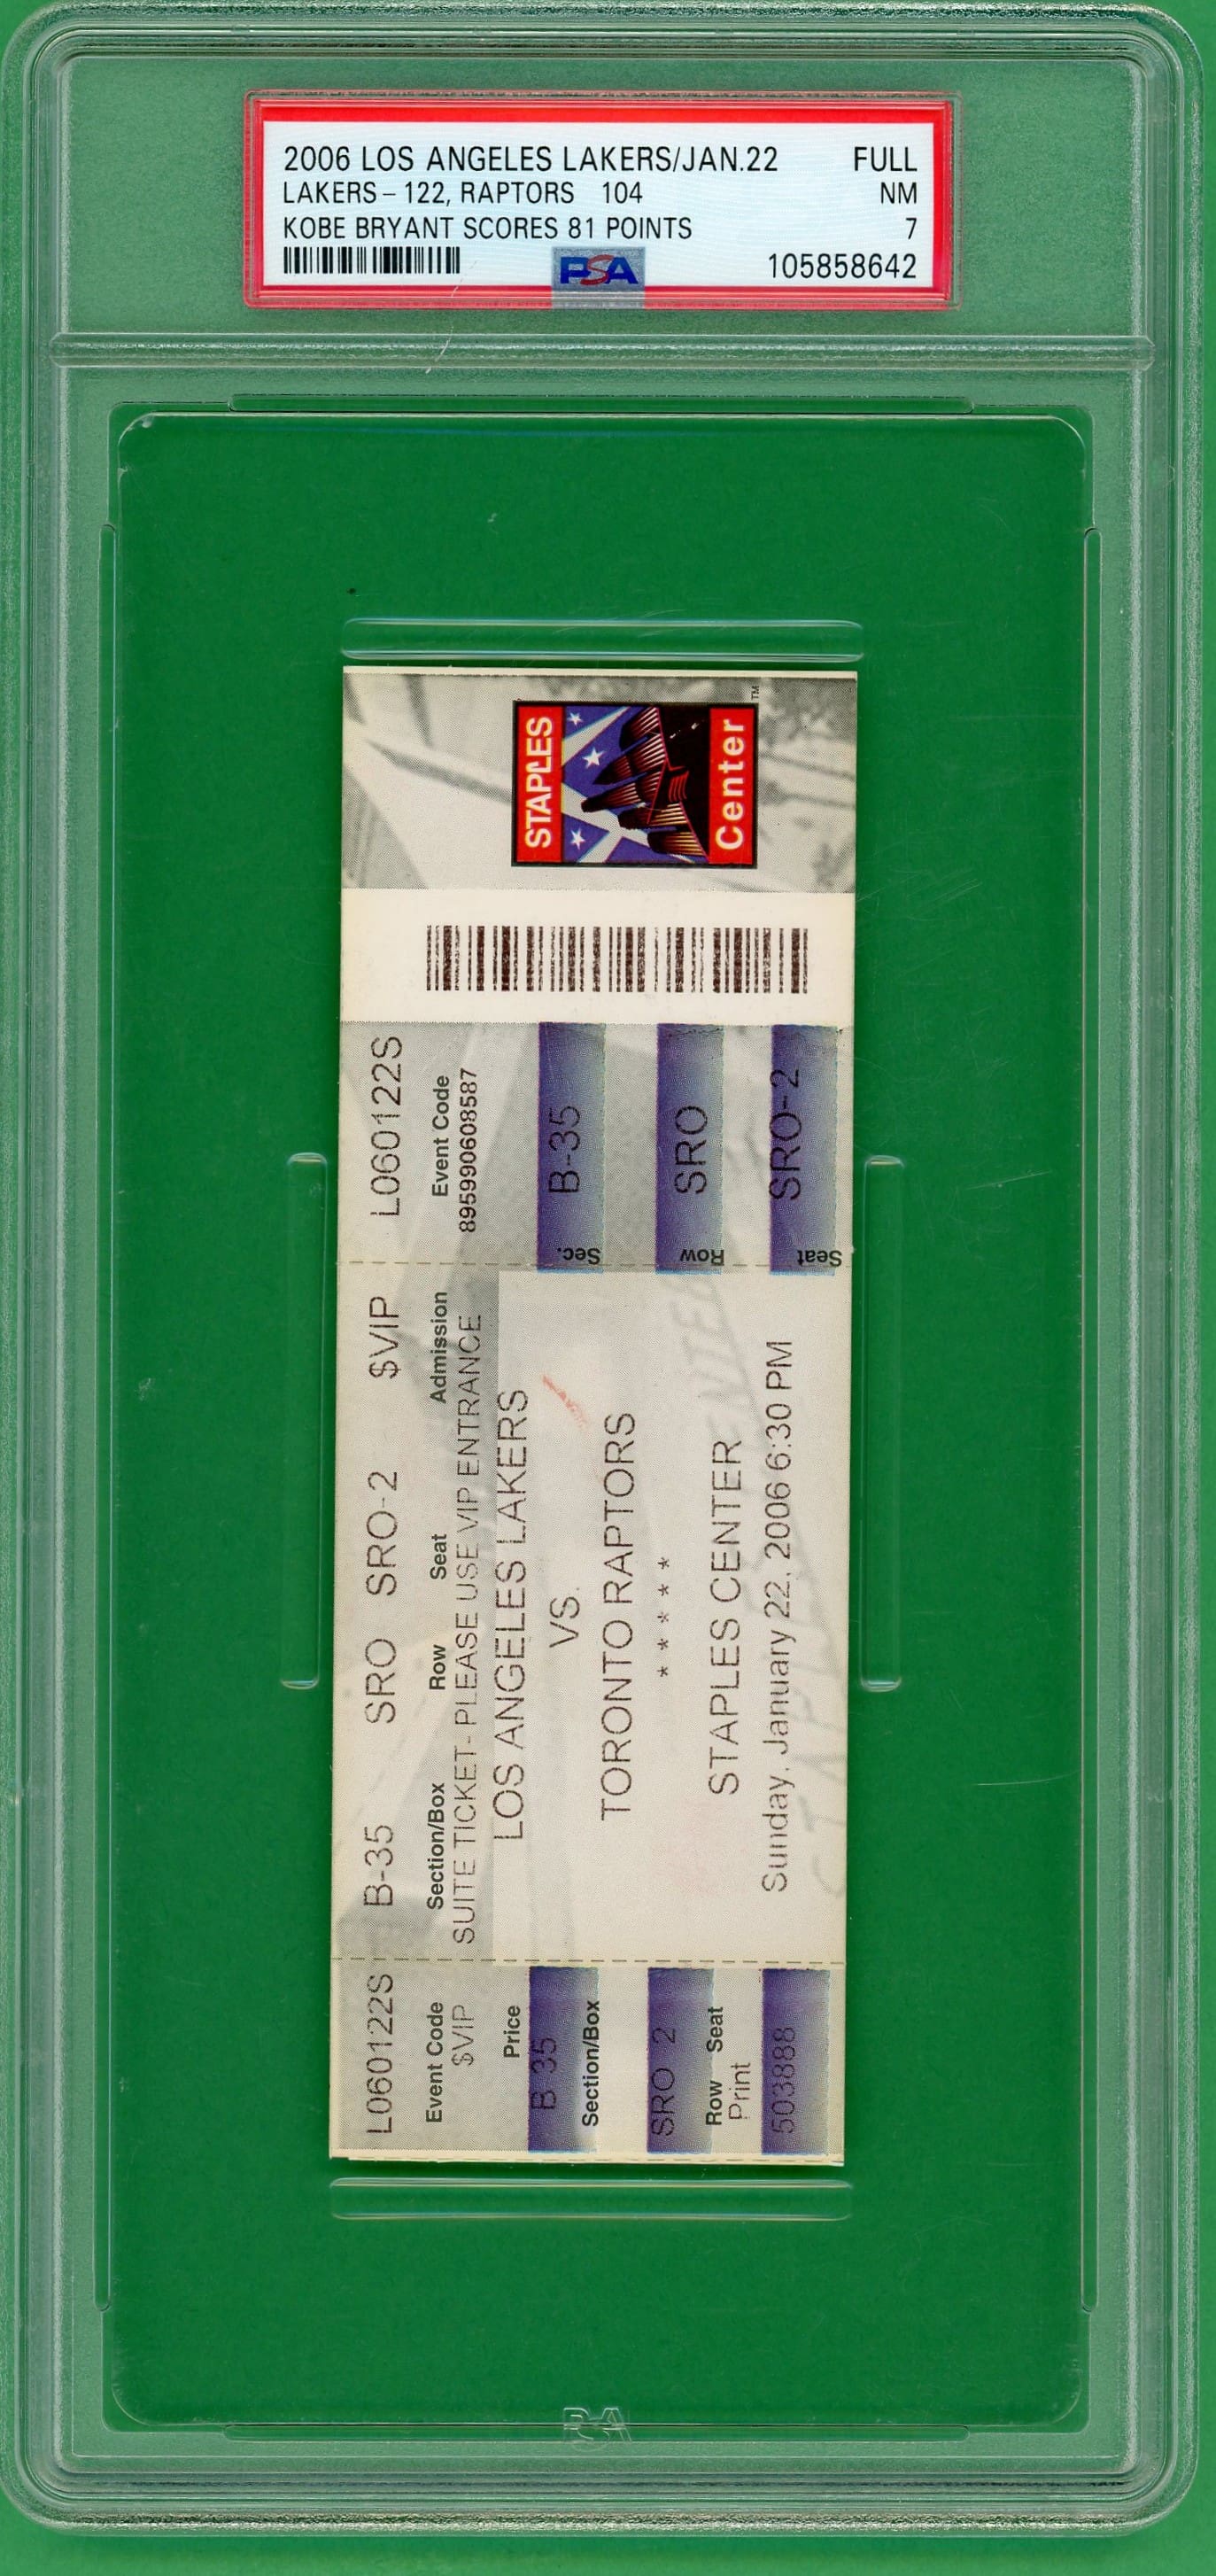 2006 LOS ANGELES LAKERS/JAN.22 FULL
LAKERS - 122, RAPTORS 104 NM
KOBE BRYANT SCORES 81 POINTS 7
PSA 105858642
STAPLES
Center
TM
L060122S
Event Code
895990608587
B-35
Sec.
SRO
Row
SRO-2
Seat
B-35 SRO SRO-2 $VIP
Section/Box Row Seat Admission
SUITE TICKET- PLEASE USE VIP ENTRANCE
LOS ANGELES LAKERS
VS.
TORONTO RAPTORS
* * * * *
STAPLES CENTER
Sunday, January 22, 2006 6:30 PM
L060122S
Event Code
$VIP
Price
B 35
Section/Box
SRO 2
Row Seat
Print
503888
PSA